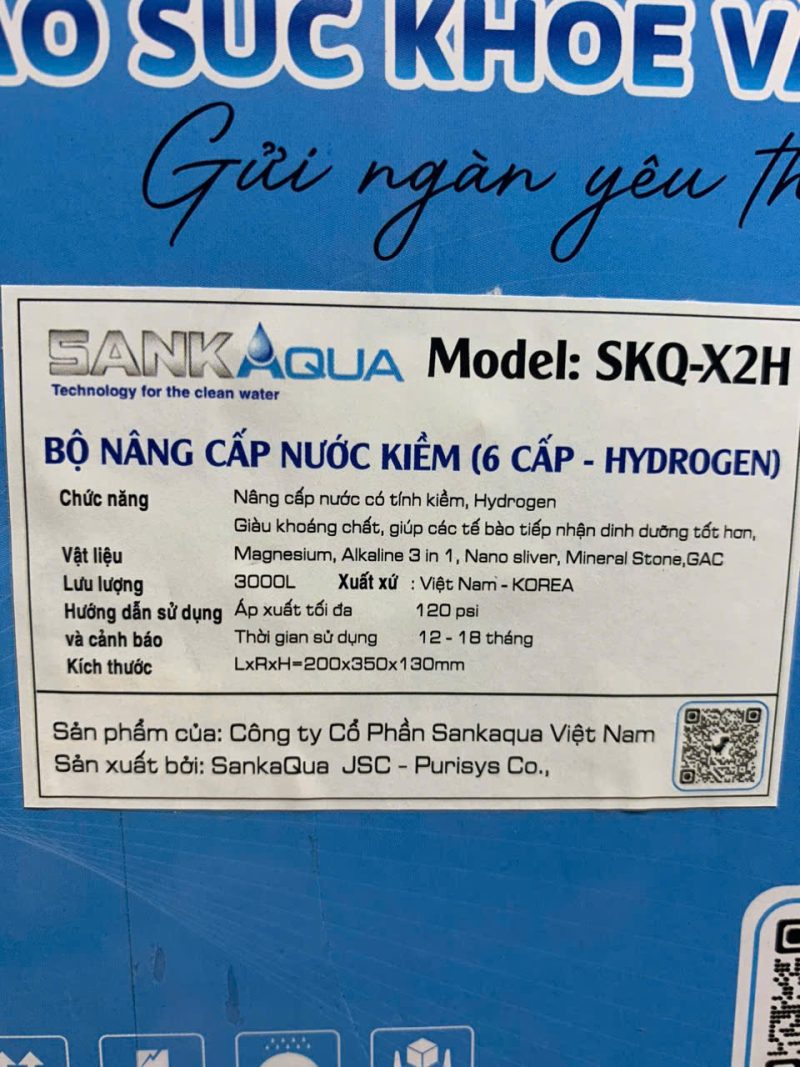 SỨC KHỎE
Gửi ngàn yêu
SANKAQUA Model: SKQ-X2H
Technology for the clean water
BỘ NÂNG CẤP NƯỚC KIỀM (6 CẤP - HYDROGEN)
Chức năng Nâng cấp nước có tính kiềm, Hydrogen
Giàu khoáng chất, giúp các tế bào tiếp nhận dinh dưỡng tốt hơn,
Vật liệu Magnesium, Alkaline 3 in 1, Nano sliver, Mineral Stone,GAC
Lưu lượng 3000L Xuất xứ : Việt Nam - KOREA
Hướng dẫn sử dụng Áp xuất tối đa 120 psi
và cảnh báo Thời gian sử dụng 12 - 18 tháng
Kích thước LxRxH=200x350x130mm
Sản phẩm của: Công ty Cổ Phần Sankaqua Việt Nam
Sản xuất bởi: SankaQua JSC - Purisys Co.,